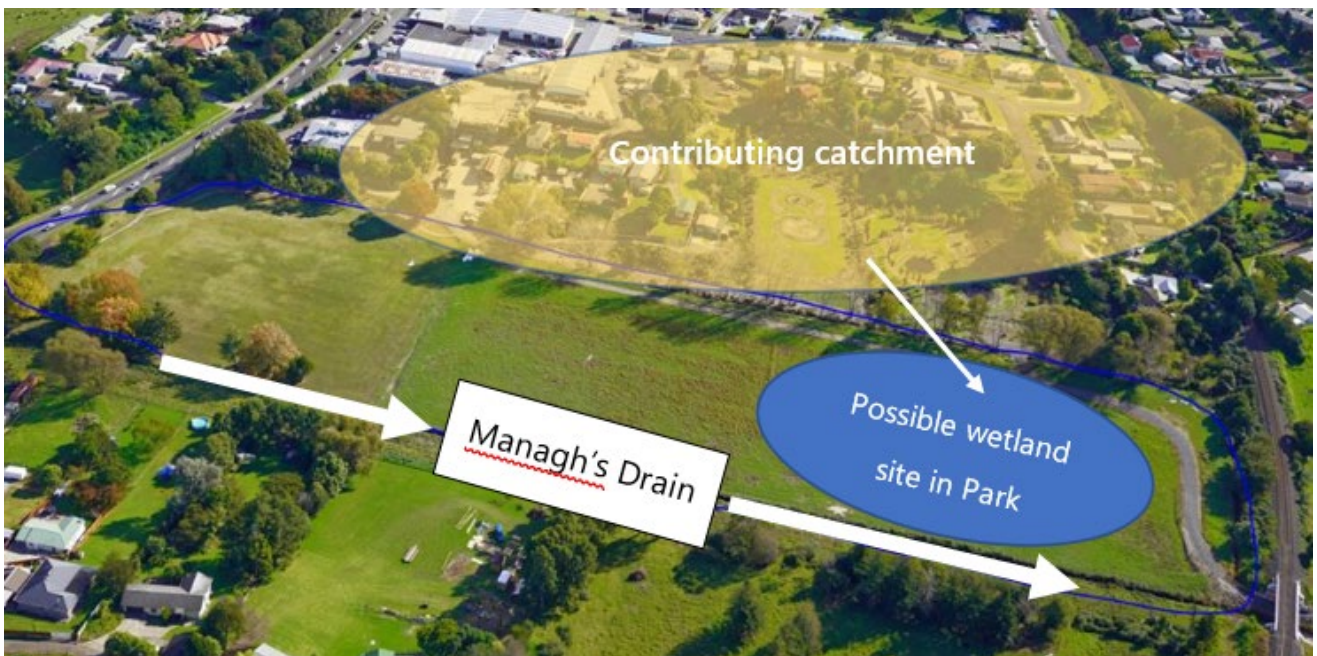 Contributing catchment
Possible wetland
site in Park
Managh's Drain